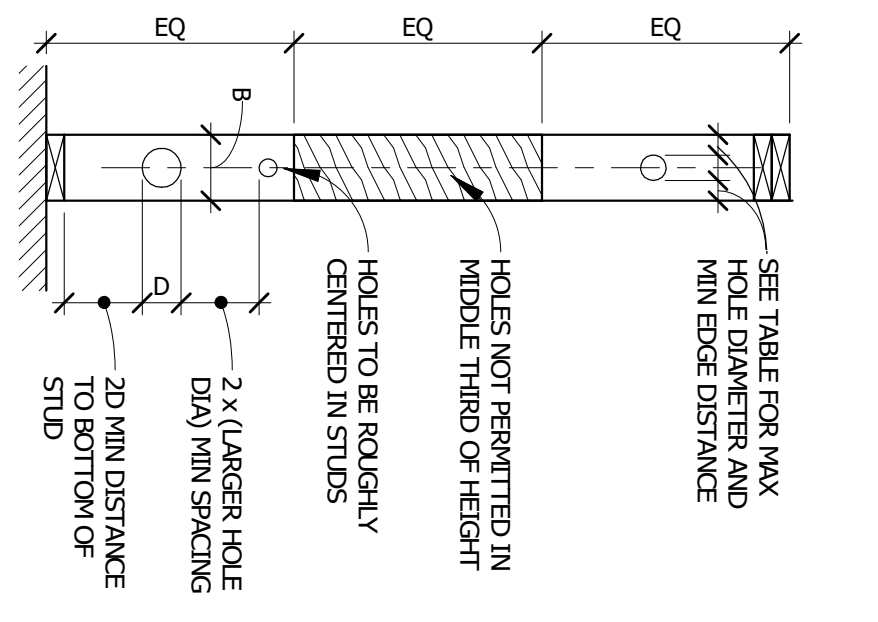 EQ
EQ
EQ
B
D
SEE TABLE FOR MAX
HOLE DIAMETER AND
MIN EDGE DISTANCE
HOLES NOT PERMITTED IN
MIDDLE THIRD OF HEIGHT
HOLES TO BE ROUGHLY
CENTERED IN STUDS
2 x (LARGER HOLE
DIA) MIN SPACING
2D MIN DISTANCE
TO BOTTOM OF
STUD